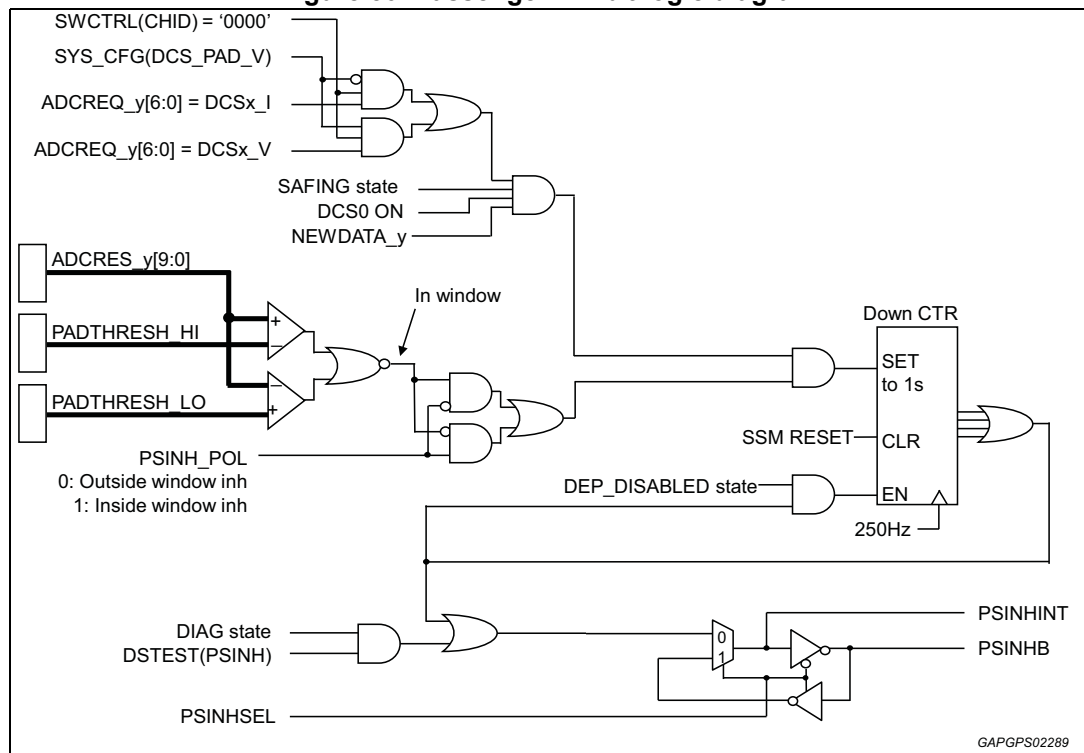 SWCTRL(CHID) = ‘0000’
SYS_CFG(DCS_PAD_V)
ADCREQ_y[6:0] = DCSx_I
ADCREQ_y[6:0] = DCSx_V
SAFING state
DCS0 ON
NEWDATA_y
ADCRES_y[9:0]
In window
PADTHRESH_HI
PADTHRESH_LO
+
−
−
+
Down CTR
SET
to 1s
SSM RESET
CLR
PSINH_POL
0: Outside window inh
1: Inside window inh
DEP_DISABLED state
EN
250Hz
DIAG state
DSTEST(PSINH)
0
1
PSINHINT
PSINHB
PSINHSEL
GAPGPS02289